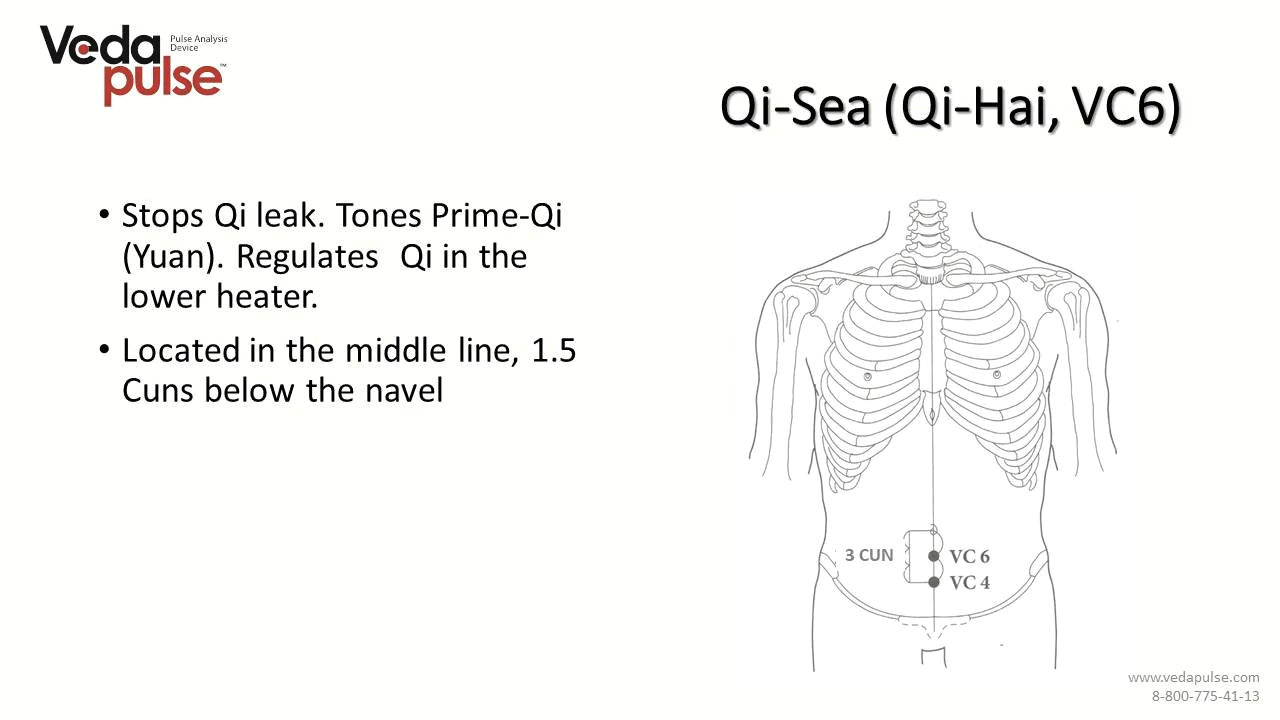 Veda
Pulse Analysis
Device
pulse™
Qi-Sea (Qi-Hai, VC6)
• Stops Qi leak. Tones Prime-Qi
(Yuan). Regulates  Qi in the
lower heater.
• Located in the middle line, 1.5
Cuns below the navel
3 CUN
VC 6
VC 4
www.vedapulse.com
8-800-775-41-13